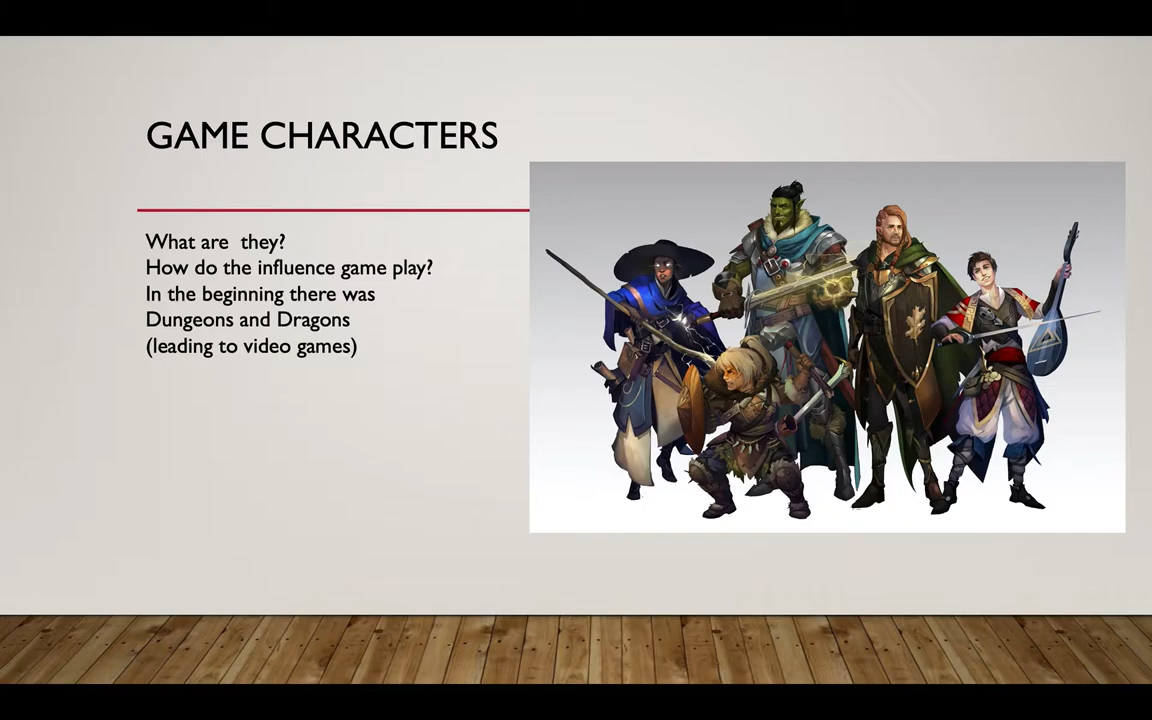 GAME CHARACTERS
What are  they?
How do the influence game play?
In the beginning there was
Dungeons and Dragons
(leading to video games)